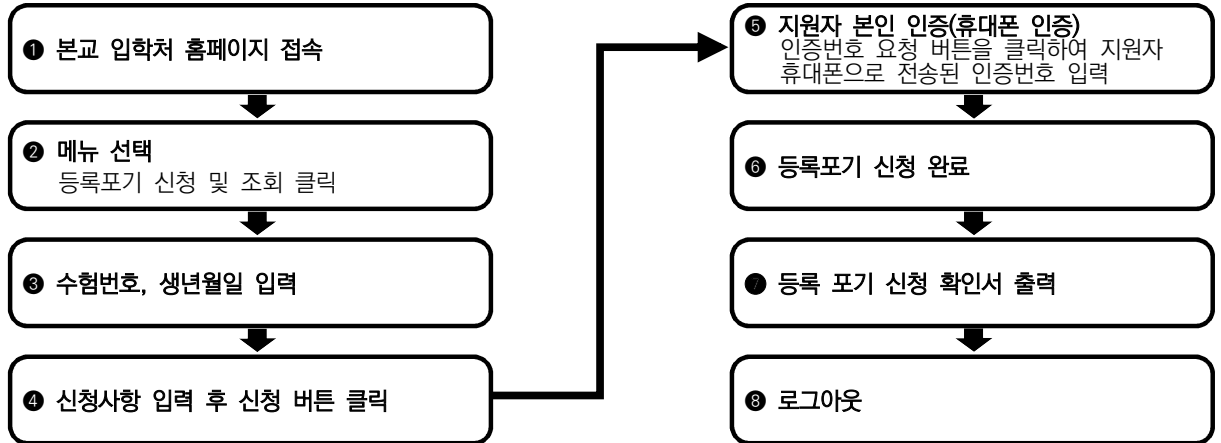 ❶ 본교 입학처 홈페이지 접속
❷ 메뉴 선택
등록포기 신청 및 조회 클릭
❸ 수험번호, 생년월일 입력
❹ 신청사항 입력 후 신청 버튼 클릭
❺ 지원자 본인 인증(휴대폰 인증)
인증번호 요청 버튼을 클릭하여 지원자
휴대폰으로 전송된 인증번호 입력
❻ 등록포기 신청 완료
❼ 등록 포기 신청 확인서 출력
❽ 로그아웃